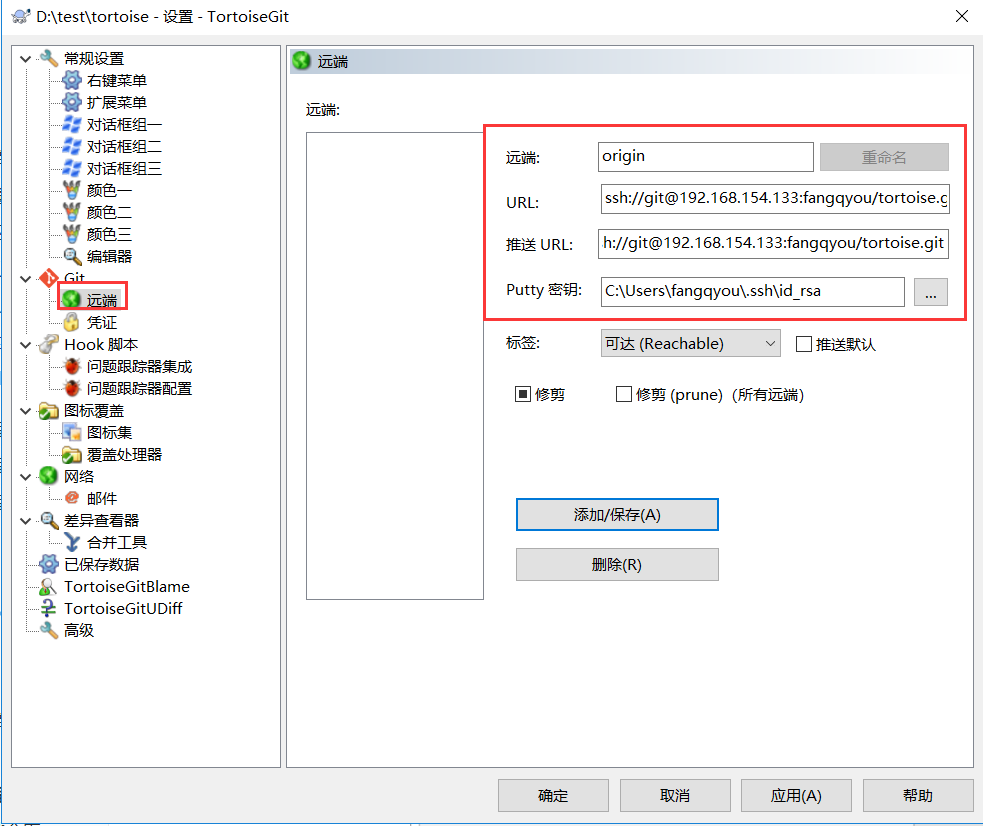 D:\test\tortoise - 设置 - TortoiseGit
常规设置
右键菜单
扩展菜单
对话框组一
对话框组二
对话框组三
颜色一
颜色二
颜色三
编辑器
Git
远端
凭证
Hook 脚本
问题跟踪器集成
问题跟踪器配置
图标覆盖
图标集
覆盖处理器
网络
邮件
差异查看器
合并工具
已保存数据
TortoiseGitBlame
TortoiseGitUDiff
高级
远端
远端:
远端: origin 重命名
URL: ssh://git@192.168.154.133:fangqyou/tortoise.g
推送 URL: h://git@192.168.154.133:fangqyou/tortoise.git
Putty 密钥: C:\Users\fangqyou\.ssh\id_rsa ...
标签: 可达 (Reachable) 推送默认
修剪 修剪 (prune) (所有远端)
添加/保存(A)
删除(R)
确定 取消 应用(A) 帮助